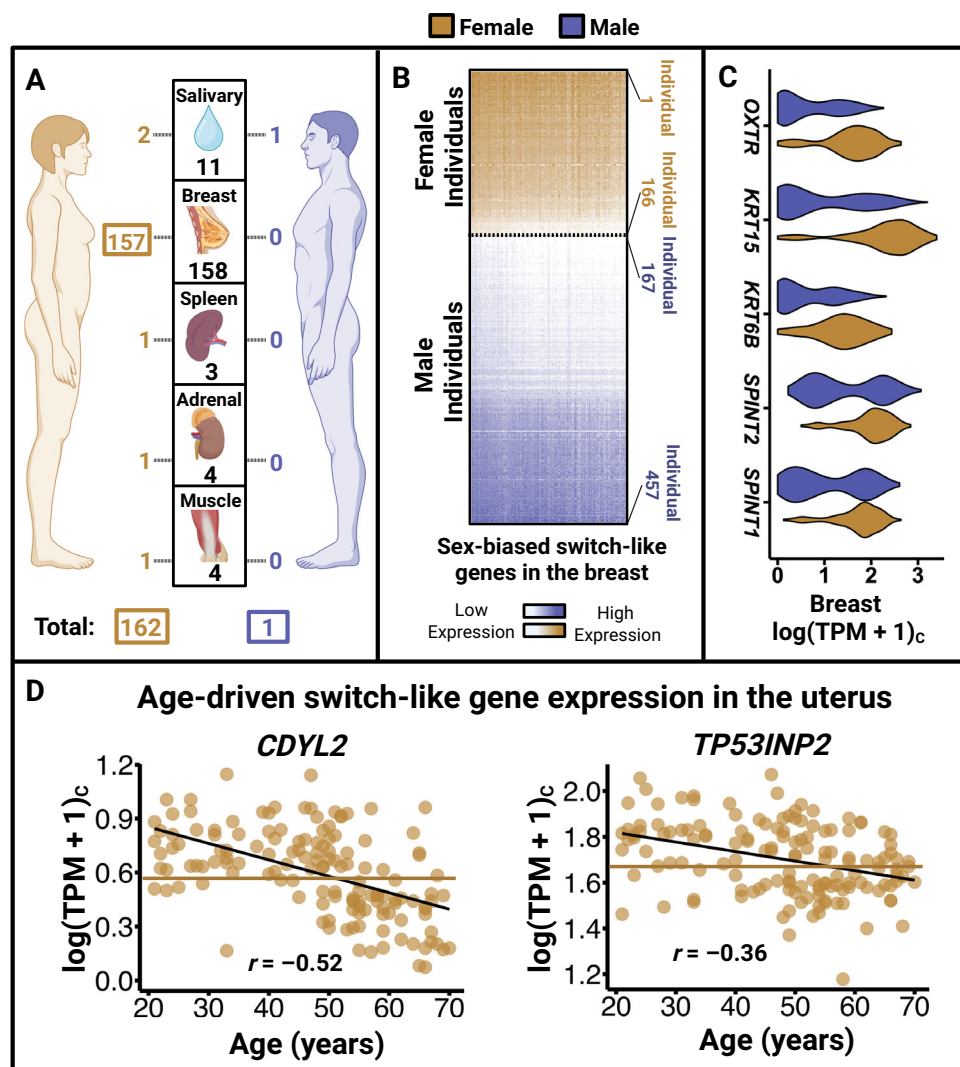 Female Male
A
Salivary
2 1
11
Breast
157 0
158
Spleen
1 0
3
Adrenal
1 0
4
Muscle
1 0
4
Total: 162 1
B
Female
Individuals
Male
Individuals
Individual
1
Individual
166
Individual
167
Individual
457
Sex-biased switch-like
genes in the breast
Low High
Expression Expression
C
OXTR
KRT15
KRT6B
SPINT2
SPINT1
0 1 2 3
Breast
log(TPM + 1)c
D
Age-driven switch-like gene expression in the uterus
CDYL2
log(TPM + 1)c
1.2
0.9
0.6
0.3
0.0
r = −0.52
20 30 40 50 60 70
Age (years)
TP53INP2
log(TPM + 1)c
2.0
1.8
1.6
1.4
1.2
r = −0.36
20 30 40 50 60 70
Age (years)